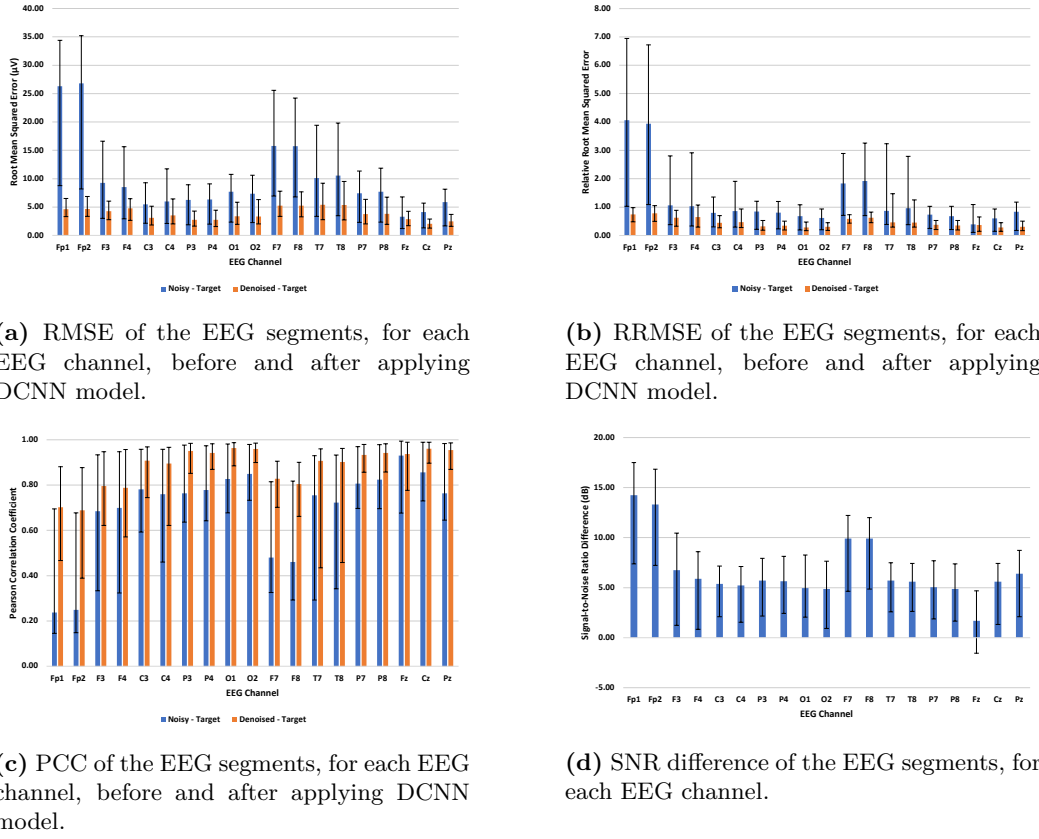 40.00
35.00
30.00
25.00
20.00
15.00
10.00
5.00
0.00
Root Mean Squared Error (µV)
Fp1 Fp2 F3 F4 C3 C4 P3 P4 O1 O2 F7 F8 T7 T8 P7 P8 Fz Cz Pz
EEG Channel
Noisy - Target Denoised - Target
(a) RMSE of the EEG segments, for each
EEG channel, before and after applying
DCNN model.
8.00
7.00
6.00
5.00
4.00
3.00
2.00
1.00
0.00
Relative Root Mean Squared Error
Fp1 Fp2 F3 F4 C3 C4 P3 P4 O1 O2 F7 F8 T7 T8 P7 P8 Fz Cz Pz
EEG Channel
Noisy - Target Denoised - Target
(b) RRMSE of the EEG segments, for each
EEG channel, before and after applying
DCNN model.
1.00
0.80
0.60
0.40
0.20
0.00
Pearson Correlation Coefficient
Fp1 Fp2 F3 F4 C3 C4 P3 P4 O1 O2 F7 F8 T7 T8 P7 P8 Fz Cz Pz
EEG Channel
Noisy - Target Denoised - Target
(c) PCC of the EEG segments, for each EEG
channel, before and after applying DCNN
model.
20.00
15.00
10.00
5.00
0.00
-5.00
Signal-to-Noise Ratio Difference (dB)
Fp1 Fp2 F3 F4 C3 C4 P3 P4 O1 O2 F7 F8 T7 T8 P7 P8 Fz Cz Pz
EEG Channel
(d) SNR difference of the EEG segments, for
each EEG channel.